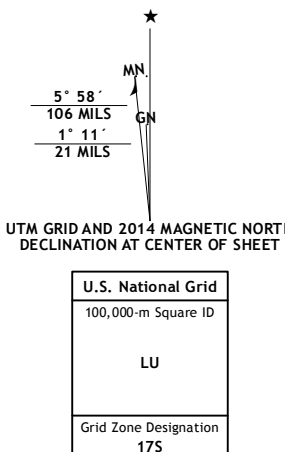 ★
MN
5° 58´
106 MILS
GN
1° 11´
21 MILS
UTM GRID AND 2014 MAGNETIC NORTH
DECLINATION AT CENTER OF SHEET
U.S. National Grid
100,000-m Square ID
LU
Grid Zone Designation
17S